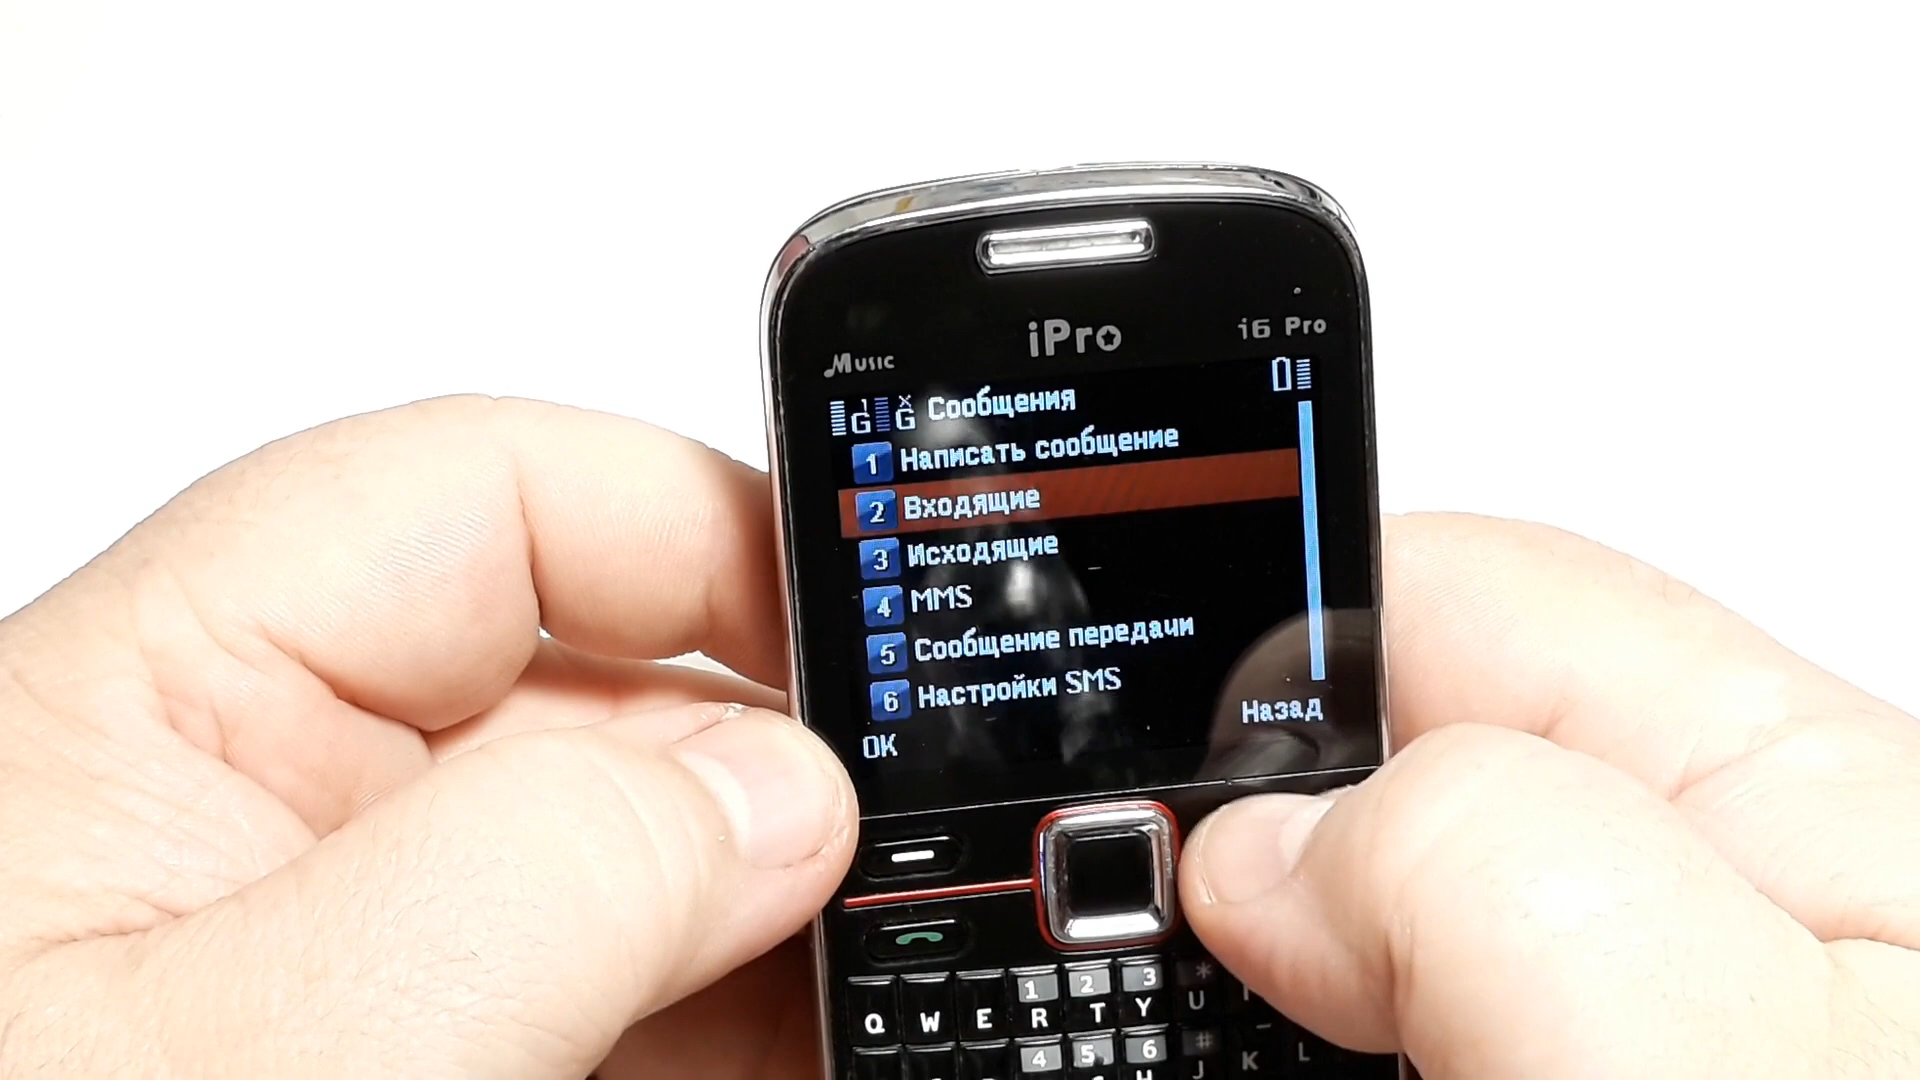 iPro
i6 Pro
Music
1 G x G Сообщения
1 Написать сообщение
2 Входящие
3 Исходящие
4 MMS
5 Сообщение передачи
6 Настройки SMS
OK Назад
1 2 3 *
Q W E R T Y U
4 5 6 #
J K L